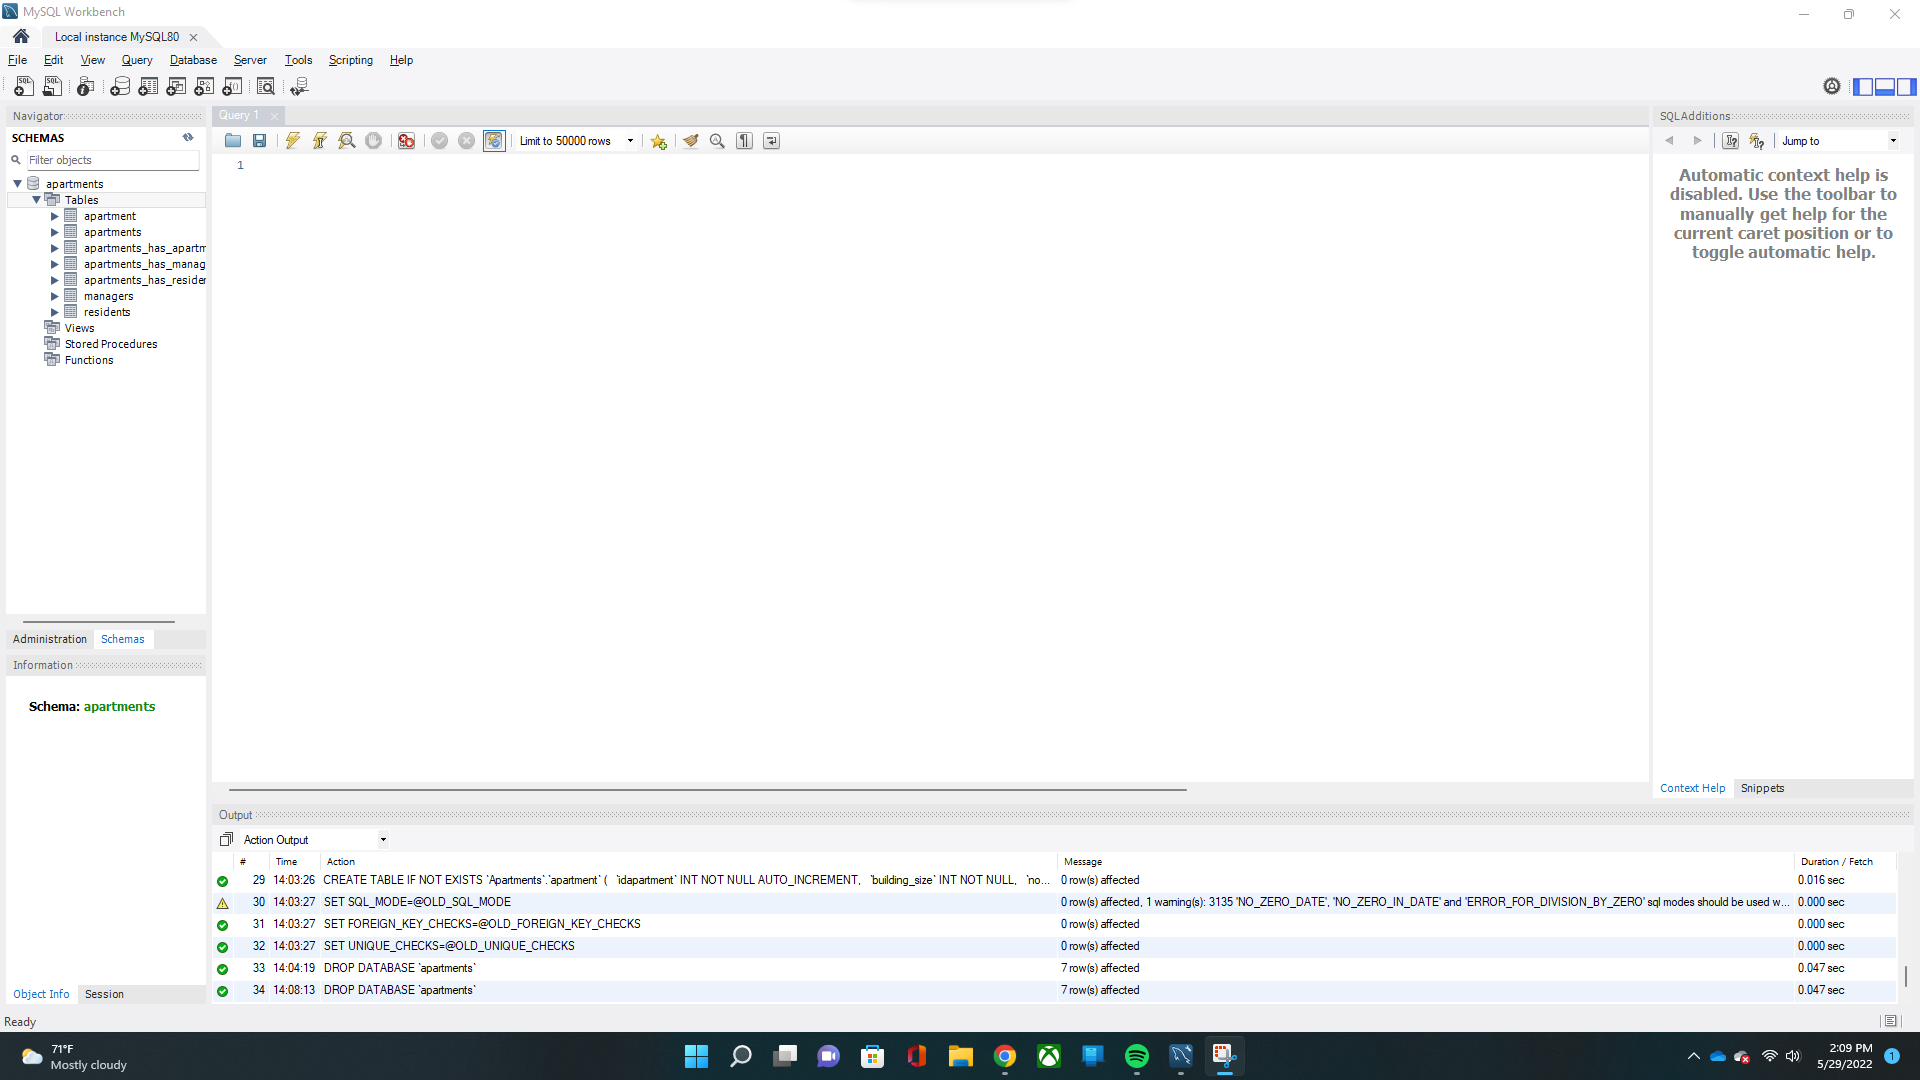 MySQL Workbench
Local instance MySQL80
File Edit View Query Database Server Tools Scripting Help
Navigator
SCHEMAS
Filter objects
apartments
Tables
apartment
apartments
apartments_has_apartm
apartments_has_manag
apartments_has_resider
managers
residents
Views
Stored Procedures
Functions
Administration Schemas
Information
Schema: apartments
Object Info Session
Query 1
Limit to 50000 rows
1
SQLAdditions
Jump to
Automatic context help is
disabled. Use the toolbar to
manually get help for the
current caret position or to
toggle automatic help.
Context Help Snippets
Output
Action Output
# Time Action Message Duration / Fetch
29 14:03:26 CREATE TABLE IF NOT EXISTS `Apartments`.`apartment` ( `idapartment` INT NOT NULL AUTO_INCREMENT, `building_size` INT NOT NULL, `no... 0 row(s) affected 0.016 sec
30 14:03:27 SET SQL_MODE=@OLD_SQL_MODE 0 row(s) affected, 1 warning(s): 3135 'NO_ZERO_DATE', 'NO_ZERO_IN_DATE' and 'ERROR_FOR_DIVISION_BY_ZERO' sql modes should be used w... 0.000 sec
31 14:03:27 SET FOREIGN_KEY_CHECKS=@OLD_FOREIGN_KEY_CHECKS 0 row(s) affected 0.000 sec
32 14:03:27 SET UNIQUE_CHECKS=@OLD_UNIQUE_CHECKS 0 row(s) affected 0.000 sec
33 14:04:19 DROP DATABASE `apartments` 7 row(s) affected 0.047 sec
34 14:08:13 DROP DATABASE `apartments` 7 row(s) affected 0.047 sec
Ready
71°F
Mostly cloudy
2:09 PM
5/29/2022
1